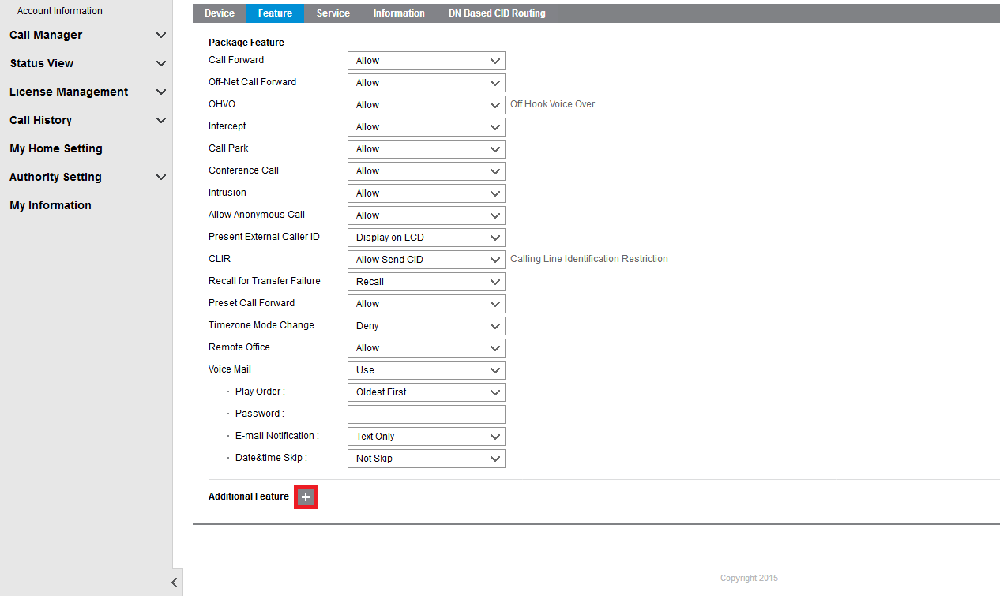 Account Information
Call Manager
Status View
License Management
Call History
My Home Setting
Authority Setting
My Information
Device Feature Service Information DN Based CID Routing
Package Feature
Call Forward Allow
Off-Net Call Forward Allow
OHVO Allow Off Hook Voice Over
Intercept Allow
Call Park Allow
Conference Call Allow
Intrusion Allow
Allow Anonymous Call Allow
Present External Caller ID Display on LCD
CLIR Allow Send CID Calling Line Identification Restriction
Recall for Transfer Failure Recall
Preset Call Forward Allow
Timezone Mode Change Deny
Remote Office Allow
Voice Mail Use
· Play Order : Oldest First
· Password :
· E-mail Notification : Text Only
· Date&time Skip : Not Skip
Additional Feature +
Copyright 2015